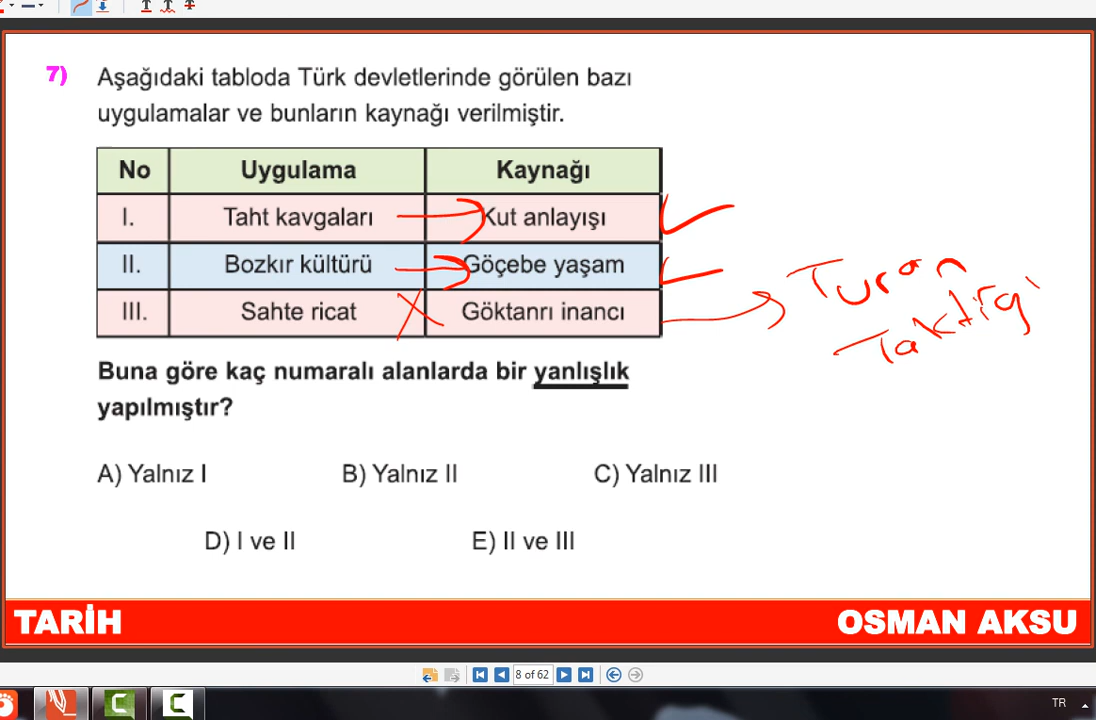 7) Aşağıdaki tabloda Türk devletlerinde görülen bazı
uygulamalar ve bunların kaynağı verilmiştir.
No Uygulama Kaynağı
I. Taht kavgaları Kut anlayışı
II. Bozkır kültürü Göçebe yaşam
III. Sahte ricat Göktanrı inancı
Turan
Taktiği
Buna göre kaç numaralı alanlarda bir yanlışlık
yapılmıştır?
A) Yalnız I B) Yalnız II C) Yalnız III
D) I ve II E) II ve III
TARİH OSMAN AKSU
8 of 62
TR